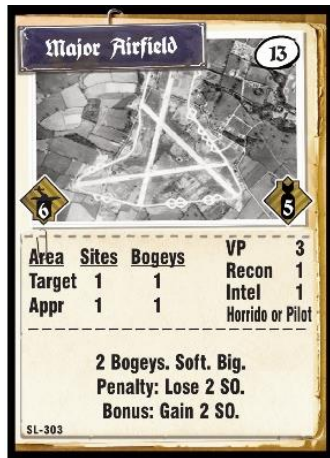 Major Airfield
13
6
5
Area Sites Bogeys
Target 1 1
Appr 1 1
VP 3
Recon 1
Intel 1
Horrido or Pilot
2 Bogeys. Soft. Big.
Penalty: Lose 2 SO.
Bonus: Gain 2 SO.
SL-303